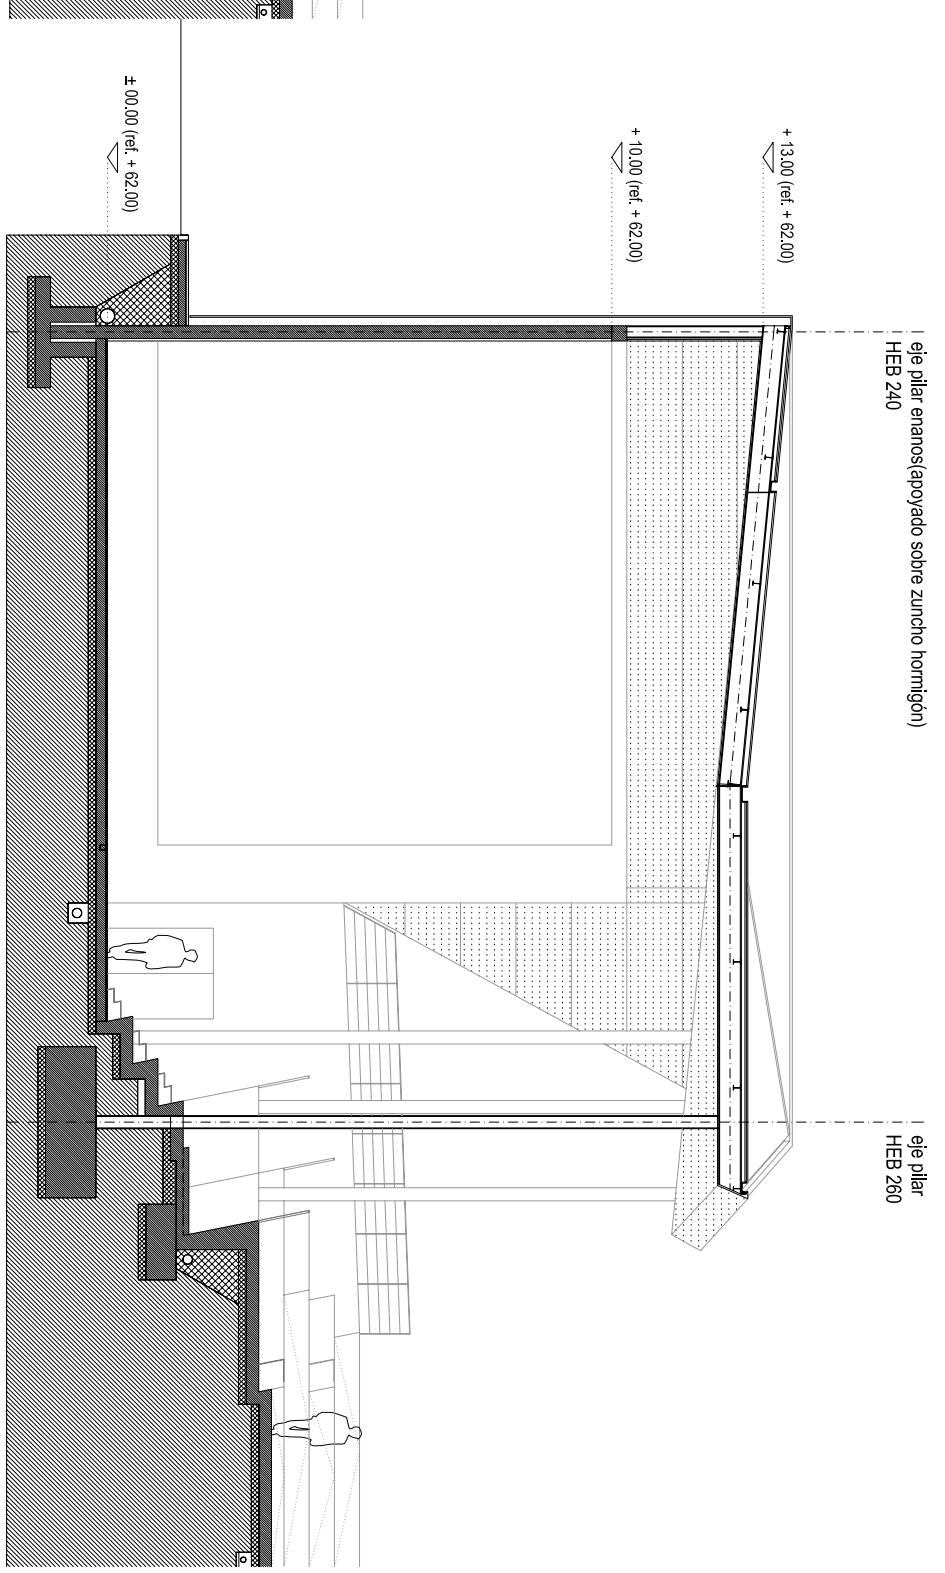 eje pilar enanos(apoyado sobre zuncho hormigón)
HEB 240
eje pilar
HEB 260
+ 13.00 (ref. + 62.00)
+ 10.00 (ref. + 62.00)
± 00.00 (ref. + 62.00)